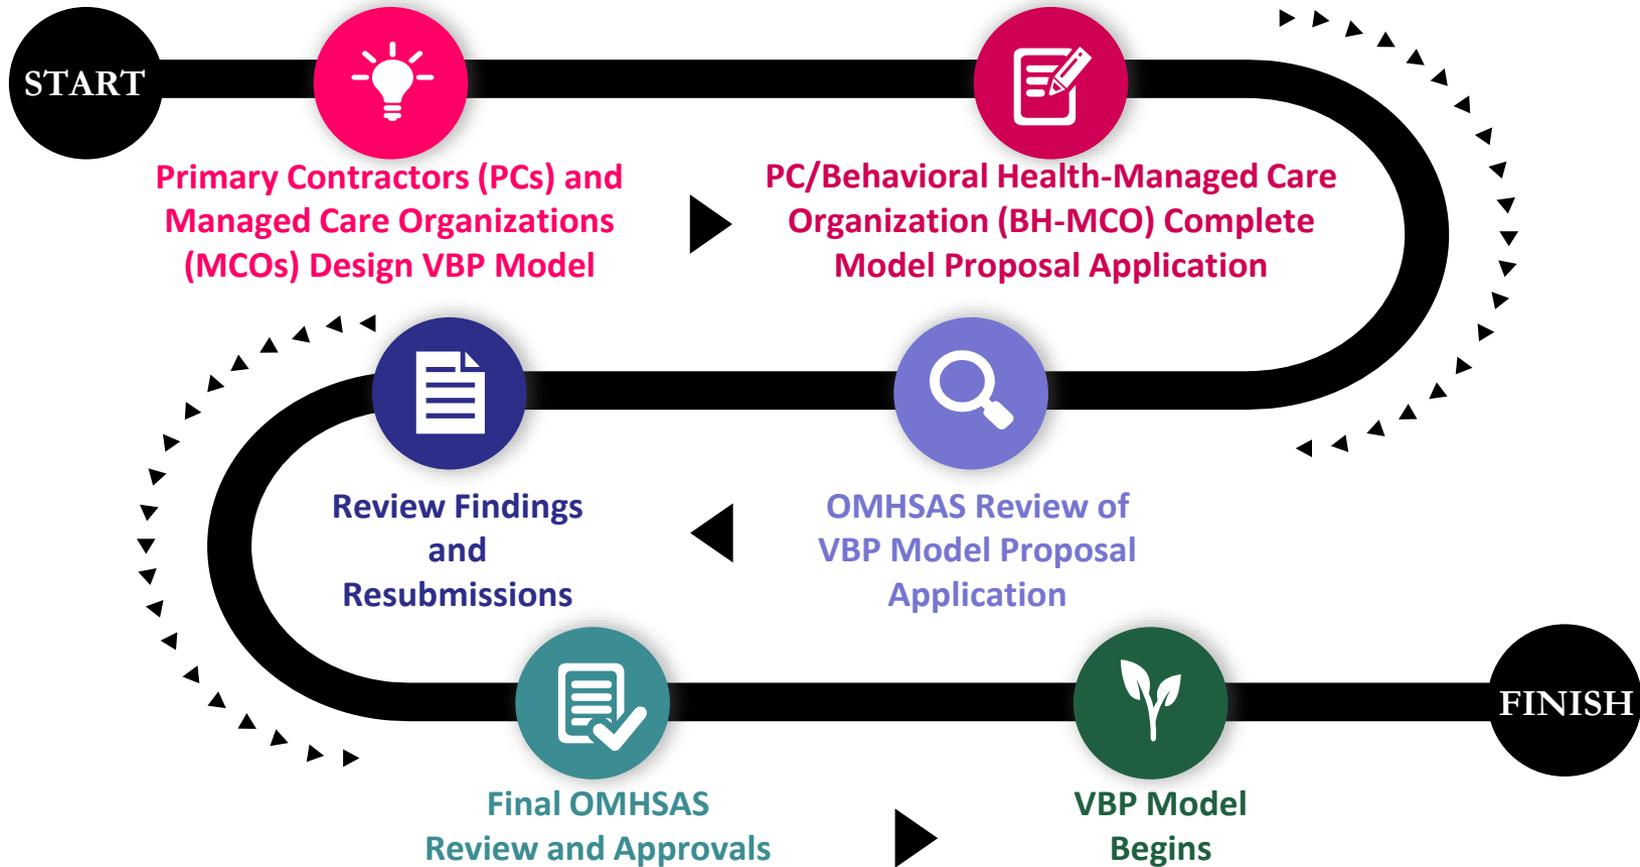 START
Primary Contractors (PCs) and
Managed Care Organizations
(MCOs) Design VBP Model
PC/Behavioral Health-Managed Care
Organization (BH-MCO) Complete
Model Proposal Application
OMHSAS Review of
VBP Model Proposal
Application
Review Findings
and
Resubmissions
Final OMHSAS
Review and Approvals
VBP Model
Begins
FINISH